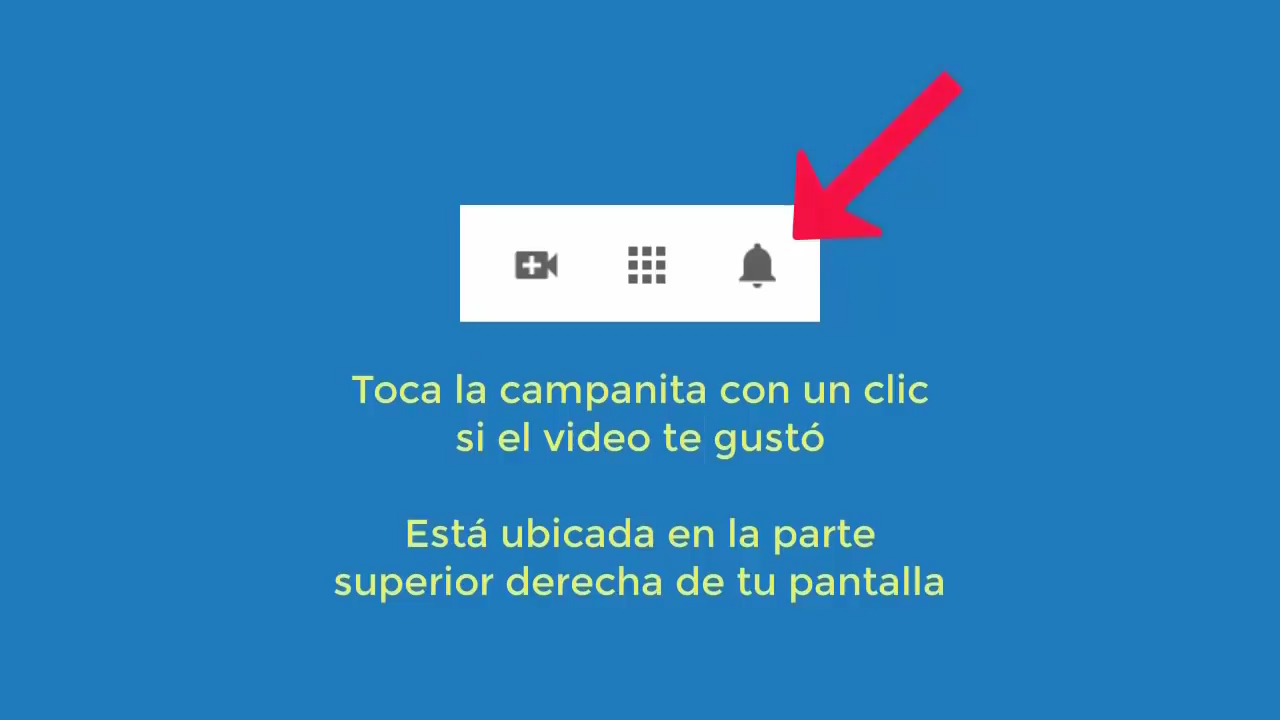 Toca la campanita con un clic
si el video te gustó
Está ubicada en la parte
superior derecha de tu pantalla